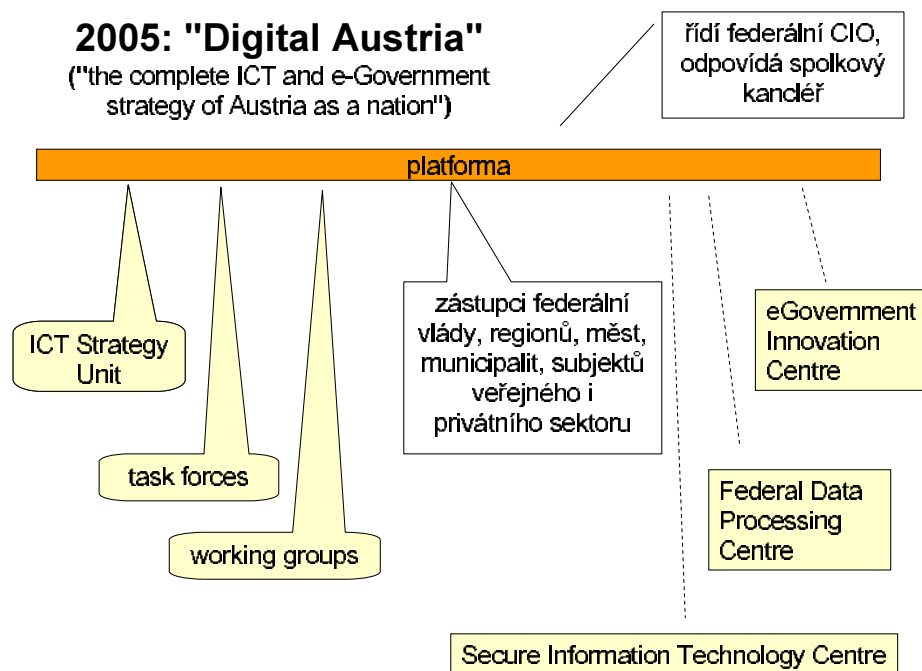 2005: "Digital Austria"
("the complete ICT and e-Government
strategy of Austria as a nation")
řídí federální CIO,
odpovídá spolkový
kancléř
platforma
ICT Strategy
Unit
task forces
working groups
zástupci federální
vlády, regionů, měst,
municipalit, subjektů
veřejného i
privátního sektoru
eGovernment
Innovation
Centre
Federal Data
Processing
Centre
Secure Information Technology Centre